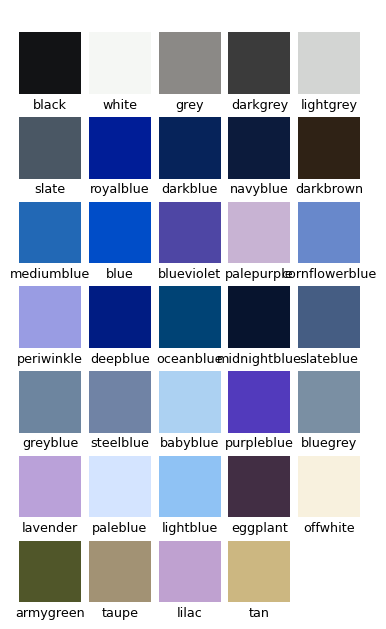 black white grey darkgrey lightgrey
slate royalblue darkblue navyblue darkbrown
mediumblue blue blueviolet palepurple cornflowerblue
periwinkle deepblue oceanblue midnightblue slateblue
greyblue steelblue babyblue purpleblue bluegrey
lavender paleblue lightblue eggplant offwhite
armygreen taupe lilac tan